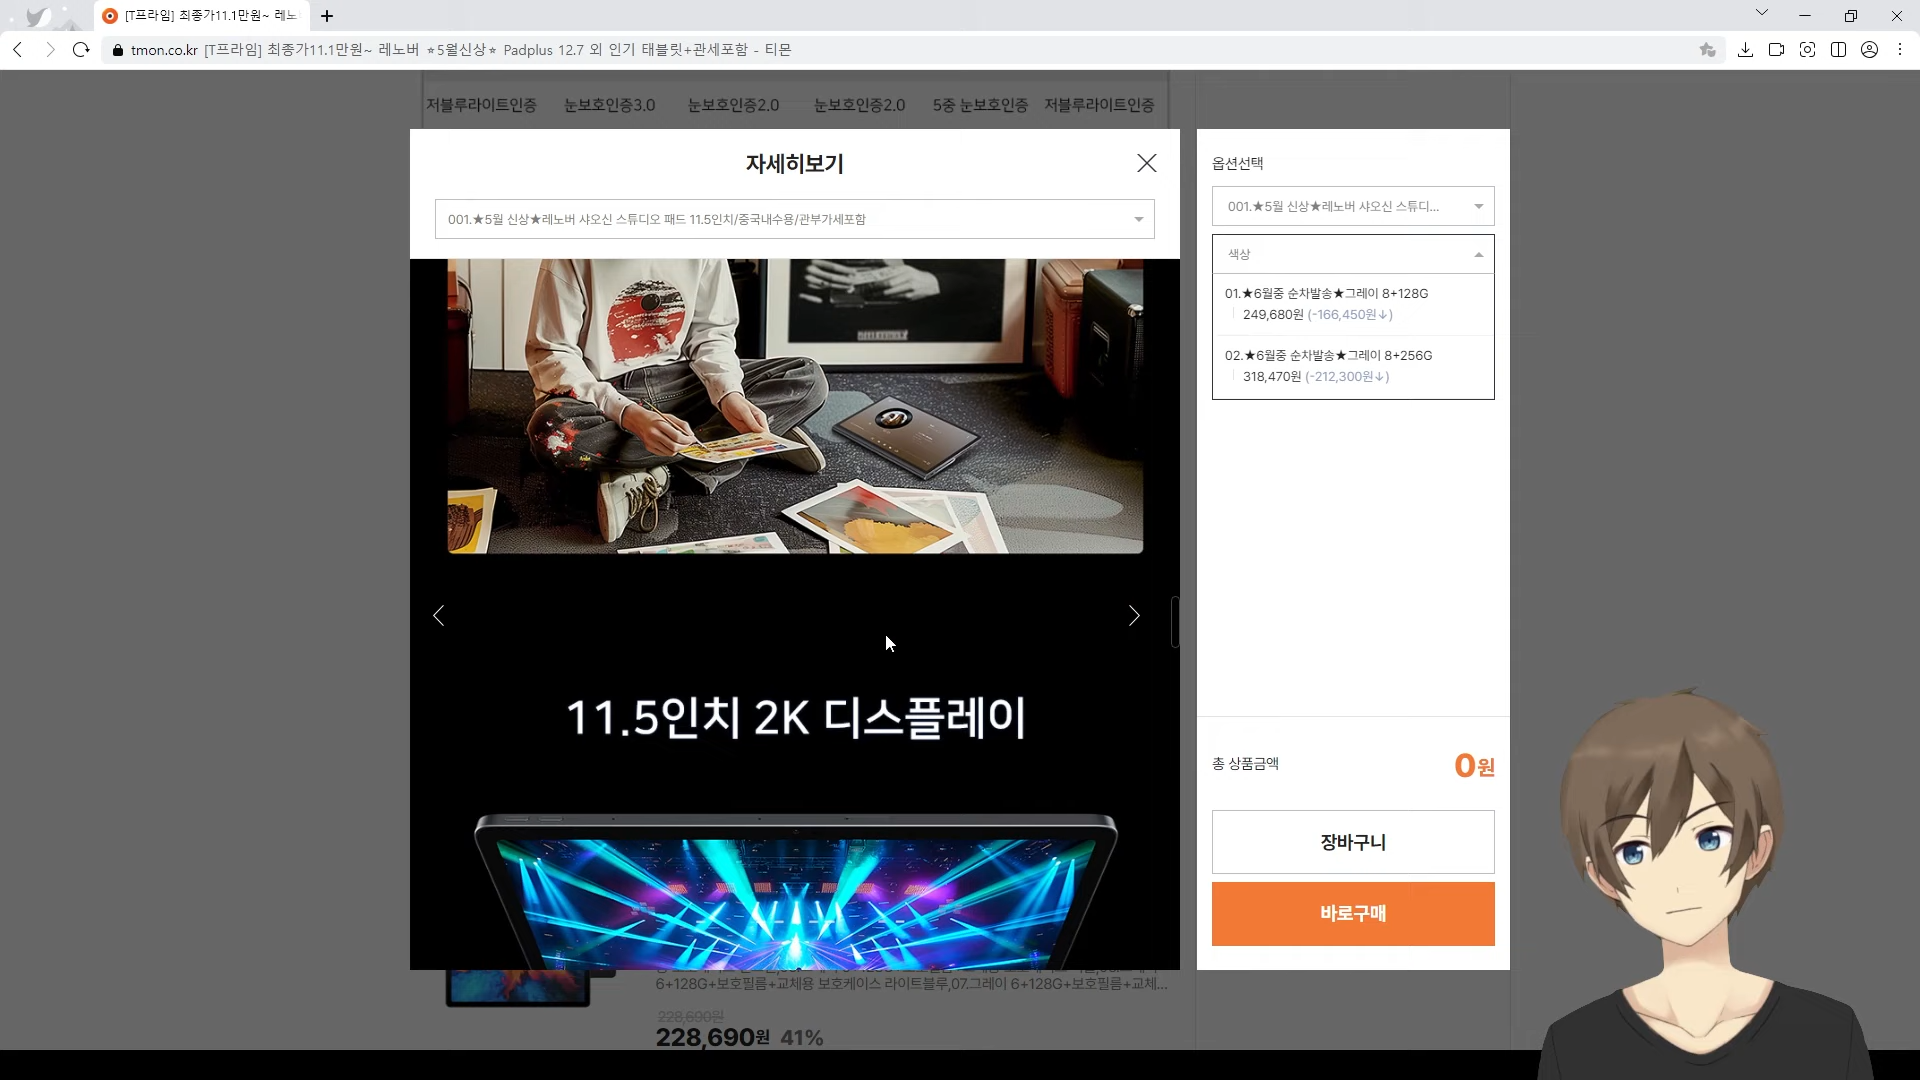 [T프라임] 최종가11.1만원~ 레노
tmon.co.kr [T프라임] 최종가11.1만원~ 레노버 ⭐5월신상⭐ Padplus 12.7 외 인기 태블릿+관세포함 - 티몬
저블루라이트인증 눈보호인증3.0 눈보호인증2.0 눈보호인증2.0 5중 눈보호인증 저블루라이트인증
자세히보기
001.★5월 신상★레노버 샤오신 스튜디오 패드 11.5인치/중국내수용/관부가세포함
11.5인치 2K 디스플레이
6+128G+보호필름+교체용 보호케이스 라이트블루,07.그레이 6+128G+보호필름+교체...
228,690원
228,690원 41%
옵션선택
001.★5월 신상★레노버 샤오신 스튜디...
색상
01.★6월중 순차발송★그레이 8+128G
249,680원 (-166,450원↓)
02.★6월중 순차발송★그레이 8+256G
318,470원 (-212,300원↓)
총 상품금액 0원
장바구니
바로구매